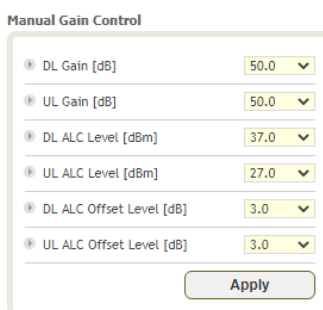 Manual Gain Control
DL Gain [dB] 50.0
UL Gain [dB] 50.0
DL ALC Level [dBm] 37.0
UL ALC Level [dBm] 27.0
DL ALC Offset Level [dB] 3.0
UL ALC Offset Level [dB] 3.0
Apply